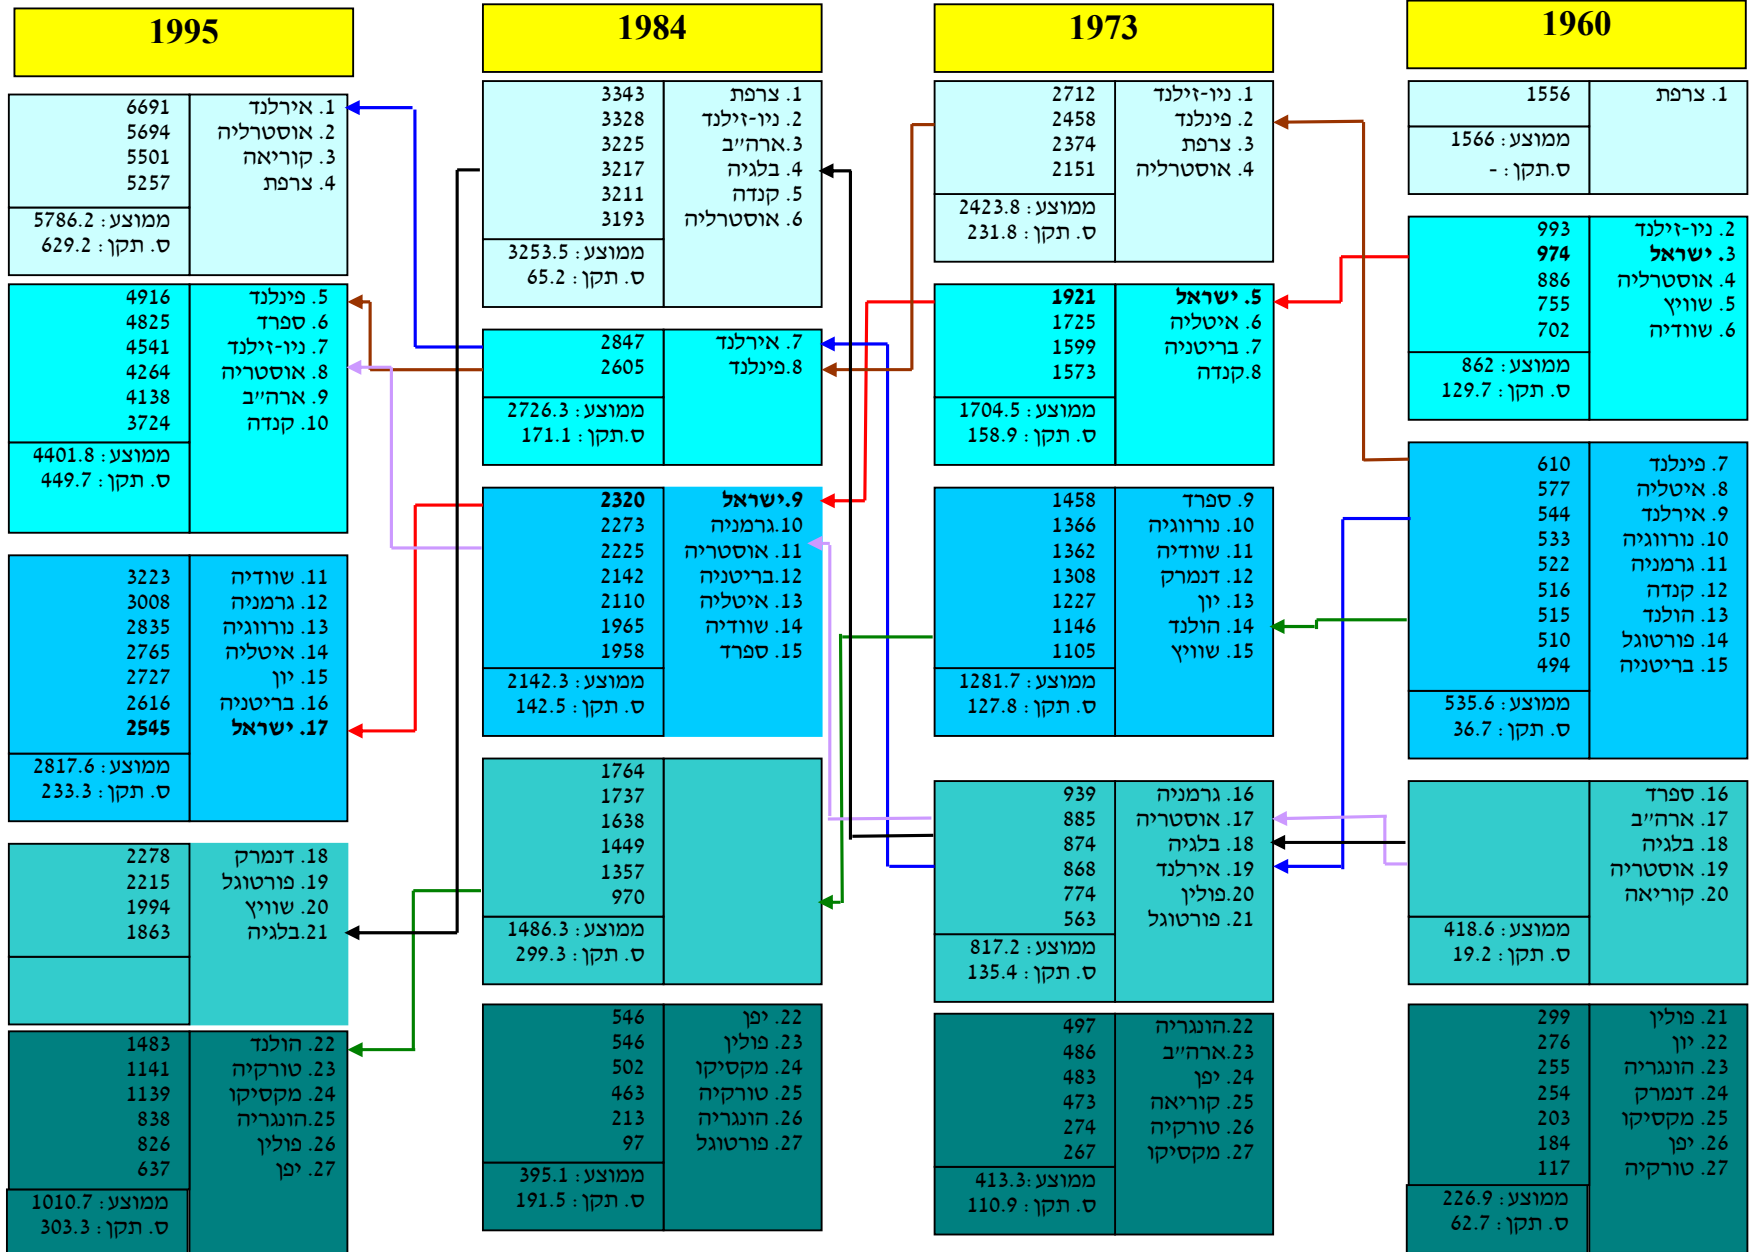 1960
1. צרפת 1556
ממוצע: 1566
ס.תקן: -
2. ניו-זילנד 993
3. ישראל 974
4. אוסטרליה 886
5. שוויץ 755
6. שוודיה 702
ממוצע: 862
ס. תקן: 129.7
7. פינלנד 610
8. איטליה 577
9. אירלנד 544
10. נורווגיה 533
11. גרמניה 522
12. קנדה 516
13. הולנד 515
14. פורטוגל 510
15. בריטניה 494
ממוצע: 535.6
ס. תקן: 36.7
16. ספרד
17. ארה״ב
18. בלגיה
19. אוסטריה
20. קוריאה
ממוצע: 418.6
ס. תקן: 19.2
21. פולין 299
22. יון 276
23. הונגריה 255
24. דנמרק 254
25. מקסיקו 203
26. יפן 184
27. טורקיה 117
ממוצע: 226.9
ס. תקן: 62.7
1973
1. ניו-זילנד 2712
2. פינלנד 2458
3. צרפת 2374
4. אוסטרליה 2151
ממוצע: 2423.8
ס. תקן: 231.8
5. ישראל 1921
6. איטליה 1725
7. בריטניה 1599
8.קנדה 1573
ממוצע: 1704.5
ס. תקן: 158.9
9. ספרד 1458
10. נורווגיה 1366
11. שוודיה 1362
12. דנמרק 1308
13. יון 1227
14. הולנד 1146
15. שוויץ 1105
ממוצע: 1281.7
ס. תקן: 127.8
16. גרמניה 939
17. אוסטריה 885
18. בלגיה 874
19. אירלנד 868
20.פולין 774
21. פורטוגל 563
ממוצע: 817.2
ס. תקן: 135.4
22.הונגריה 497
23.ארה״ב 486
24. יפן 483
25. קוריאה 473
26. טורקיה 274
27. מקסיקו 267
ממוצע:413.3
ס. תקן: 110.9
1984
1. צרפת 3343
2. ניו-זילנד 3328
3.ארה״ב 3225
4. בלגיה 3217
5. קנדה 3211
6. אוסטרליה 3193
ממוצע: 3253.5
ס. תקן: 65.2
7. אירלנד 2847
8.פינלנד 2605
ממוצע: 2726.3
ס.תקן: 171.1
9.ישראל 2320
10.גרמניה 2273
11. אוסטריה 2225
12.בריטניה 2142
13. איטליה 2110
14. שוודיה 1965
15. ספרד 1958
ממוצע: 2142.3
ס. תקן: 142.5
1764
1737
1638
1449
1357
970
ממוצע: 1486.3
ס. תקן: 299.3
22. יפן 546
23. פולין 546
24. מקסיקו 502
25. טורקיה 463
26. הונגריה 213
27. פורטוגל 97
ממוצע: 395.1
ס. תקן: 191.5
1995
1. אירלנד 6691
2. אוסטרליה 5694
3. קוריאה 5501
4. צרפת 5257
ממוצע: 5786.2
ס. תקן: 629.2
5. פינלנד 4916
6. ספרד 4825
7. ניו-זילנד 4541
8. אוסטריה 4264
9. ארה״ב 4138
10. קנדה 3724
ממוצע: 4401.8
ס. תקן: 449.7
11. שוודיה 3223
12. גרמניה 3008
13. נורווגיה 2835
14. איטליה 2765
15. יון 2727
16. בריטניה 2616
17. ישראל 2545
ממוצע: 2817.6
ס. תקן: 233.3
18. דנמרק 2278
19. פורטוגל 2215
20. שוויץ 1994
21.בלגיה 1863
22. הולנד 1483
23. טורקיה 1141
24. מקסיקו 1139
25.הונגריה 838
26. פולין 826
27. יפן 637
ממוצע: 1010.7
ס. תקן: 303.3